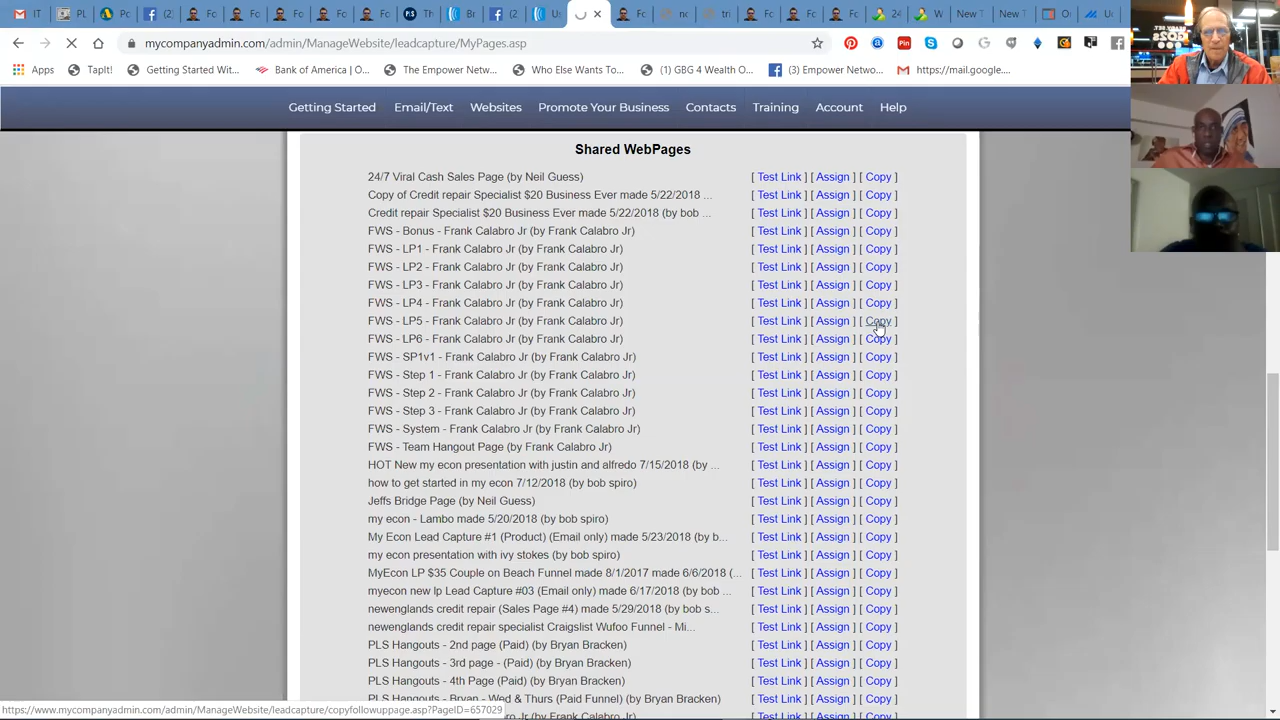 IT
Po
(2)
Fo
Fo
Fo
Fo
Fo
Th
Br
Br
Fo
no
tri
Fo
Fo
Fo
24
W
New T
New T
Or
Uc
mycompanyadmin.com/admin/ManageWebsite/leadcapture/MyPages.asp
Apps TapIt! Getting Started Wit... Bank of America | O... The Power Networ... Who Else Wants To... (1) GBG 4 Wealth O... (3) Empower Netwo... https://mail.google....
Getting Started Email/Text Websites Promote Your Business Contacts Training Account Help
Shared WebPages
24/7 Viral Cash Sales Page (by Neil Guess) [ Test Link ] [ Assign ] [ Copy ]
Copy of Credit repair Specialist $20 Business Ever made 5/22/2018 ... [ Test Link ] [ Assign ] [ Copy ]
Credit repair Specialist $20 Business Ever made 5/22/2018 (by bob ... [ Test Link ] [ Assign ] [ Copy ]
FWS - Bonus - Frank Calabro Jr (by Frank Calabro Jr) [ Test Link ] [ Assign ] [ Copy ]
FWS - LP1 - Frank Calabro Jr (by Frank Calabro Jr) [ Test Link ] [ Assign ] [ Copy ]
FWS - LP2 - Frank Calabro Jr (by Frank Calabro Jr) [ Test Link ] [ Assign ] [ Copy ]
FWS - LP3 - Frank Calabro Jr (by Frank Calabro Jr) [ Test Link ] [ Assign ] [ Copy ]
FWS - LP4 - Frank Calabro Jr (by Frank Calabro Jr) [ Test Link ] [ Assign ] [ Copy ]
FWS - LP5 - Frank Calabro Jr (by Frank Calabro Jr) [ Test Link ] [ Assign ] [ Copy ]
FWS - LP6 - Frank Calabro Jr (by Frank Calabro Jr) [ Test Link ] [ Assign ] [ Copy ]
FWS - SP1v1 - Frank Calabro Jr (by Frank Calabro Jr) [ Test Link ] [ Assign ] [ Copy ]
FWS - Step 1 - Frank Calabro Jr (by Frank Calabro Jr) [ Test Link ] [ Assign ] [ Copy ]
FWS - Step 2 - Frank Calabro Jr (by Frank Calabro Jr) [ Test Link ] [ Assign ] [ Copy ]
FWS - Step 3 - Frank Calabro Jr (by Frank Calabro Jr) [ Test Link ] [ Assign ] [ Copy ]
FWS - System - Frank Calabro Jr (by Frank Calabro Jr) [ Test Link ] [ Assign ] [ Copy ]
FWS - Team Hangout Page (by Frank Calabro Jr) [ Test Link ] [ Assign ] [ Copy ]
HOT New my econ presentation with justin and alfredo 7/15/2018 (by ... [ Test Link ] [ Assign ] [ Copy ]
how to get started in my econ 7/12/2018 (by bob spiro) [ Test Link ] [ Assign ] [ Copy ]
Jeffs Bridge Page (by Neil Guess) [ Test Link ] [ Assign ] [ Copy ]
my econ - Lambo made 5/20/2018 (by bob spiro) [ Test Link ] [ Assign ] [ Copy ]
My Econ Lead Capture #1 (Product) (Email only) made 5/23/2018 (by b... [ Test Link ] [ Assign ] [ Copy ]
my econ presentation with ivy stokes (by bob spiro) [ Test Link ] [ Assign ] [ Copy ]
MyEcon LP $35 Couple on Beach Funnel made 8/1/2017 made 6/6/2018 (... [ Test Link ] [ Assign ] [ Copy ]
myecon new lp Lead Capture #03 (Email only) made 6/17/2018 (by bob ... [ Test Link ] [ Assign ] [ Copy ]
newenglands credit repair (Sales Page #4) made 5/29/2018 (by bob s... [ Test Link ] [ Assign ] [ Copy ]
newenglands credit repair specialist Craigslist Wufoo Funnel - Mi... [ Test Link ] [ Assign ] [ Copy ]
PLS Hangouts - 2nd page (Paid) (by Bryan Bracken) [ Test Link ] [ Assign ] [ Copy ]
PLS Hangouts - 3rd page - (Paid) (by Bryan Bracken) [ Test Link ] [ Assign ] [ Copy ]
PLS Hangouts - 4th Page (Paid) (by Bryan Bracken) [ Test Link ] [ Assign ] [ Copy ]
PLS Hangouts - Bryan - Wed & Thurs (Paid Funnel) (by Bryan Bracken) [ Test Link ] [ Assign ] [ Copy ]
https://www.mycompanyadmin.com/admin/ManageWebsite/leadcapture/copyfollowuppage.asp?PageID=657029